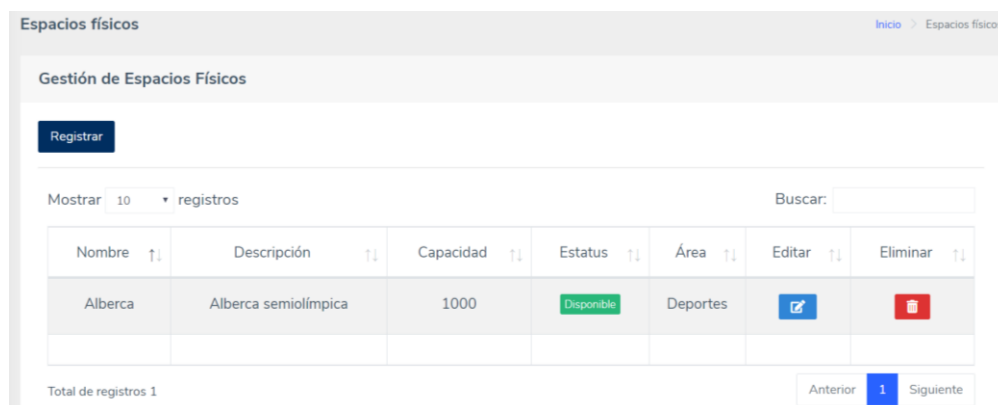 Espacios físicos
Inicio > Espacios físico
Gestión de Espacios Físicos
Registrar
Mostrar 10 registros
Buscar:
Nombre Descripción Capacidad Estatus Área Editar Eliminar
Alberca Alberca semiolímpica 1000 Disponible Deportes
Total de registros 1
Anterior 1 Siguiente